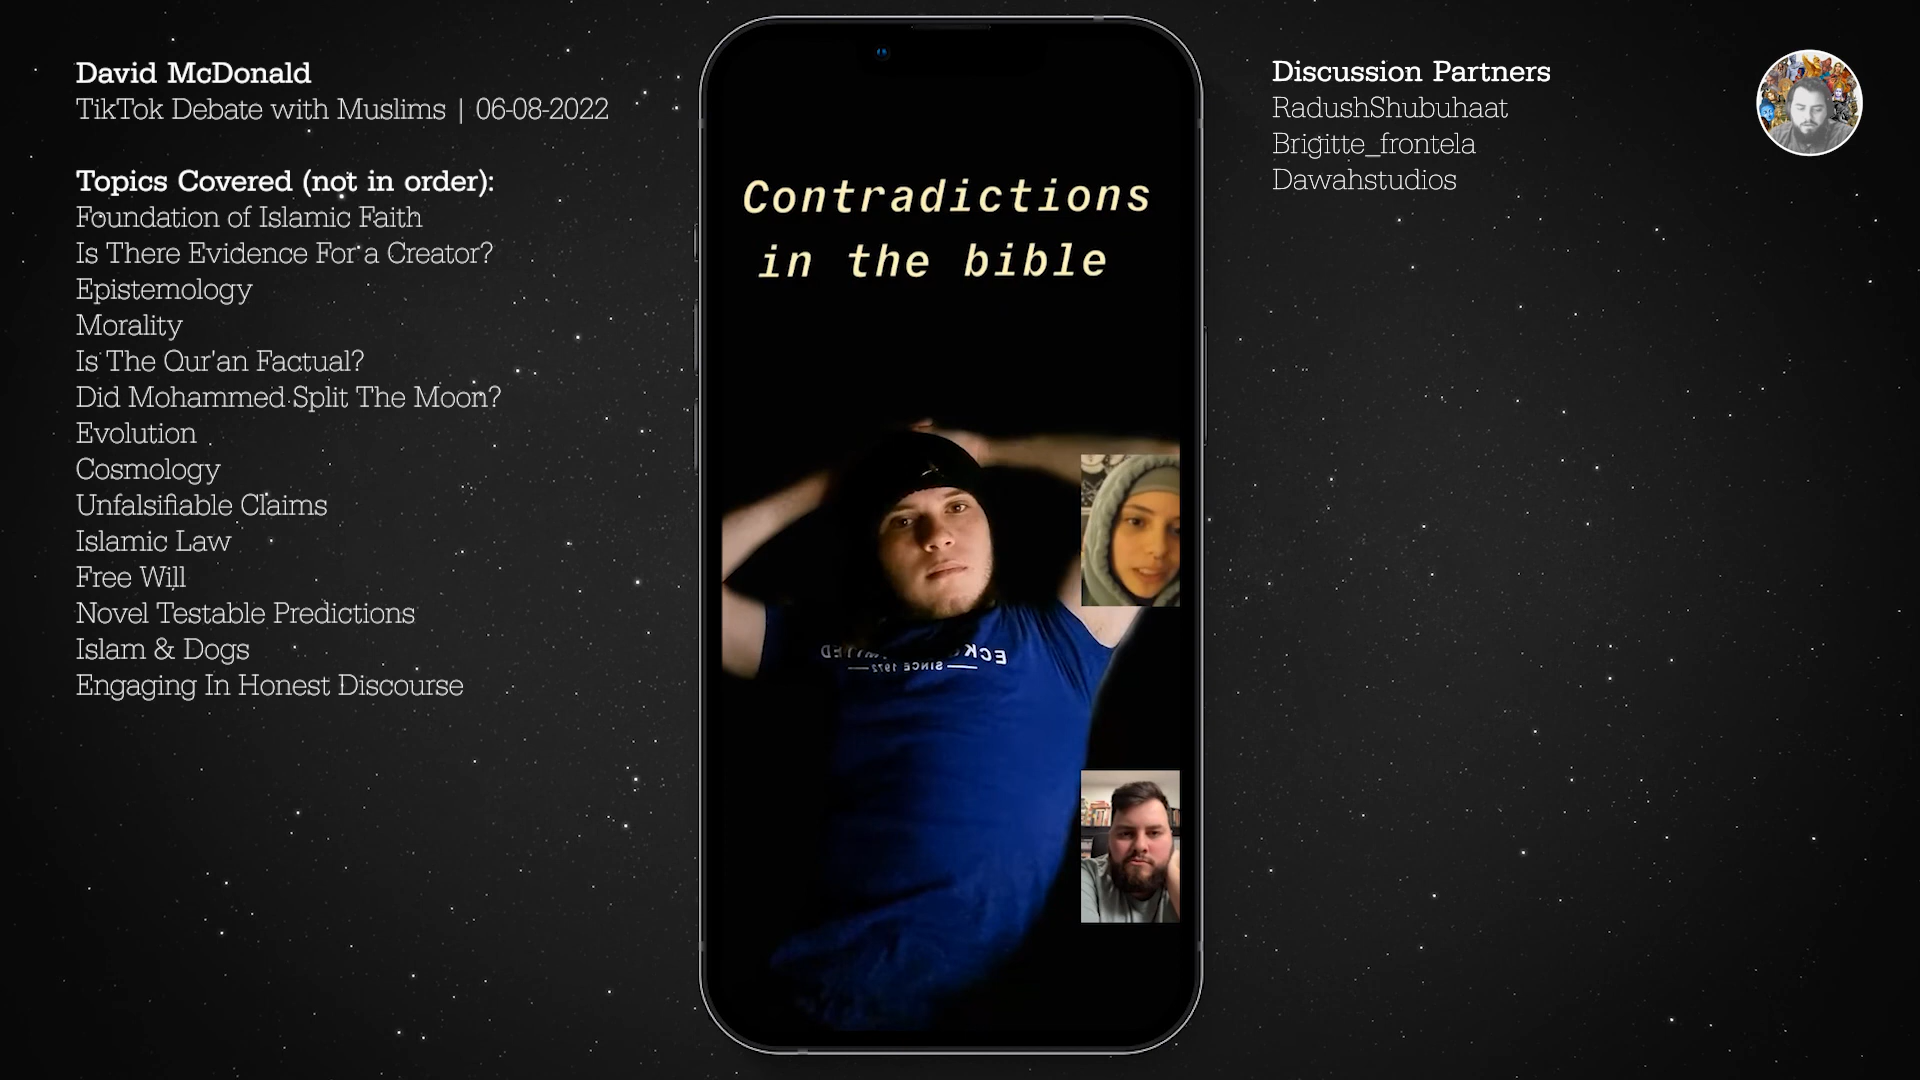 David McDonald
TikTok Debate with Muslims | 06-08-2022
Topics Covered (not in order):
Foundation of Islamic Faith
Is There Evidence For a Creator?
Epistemology
Morality
Is The Qur'an Factual?
Did Mohammed Split The Moon?
Evolution
Cosmology
Unfalsifiable Claims
Islamic Law
Free Will
Novel Testable Predictions
Islam & Dogs
Engaging In Honest Discourse
Contradictions
in the bible
SINCE 1972
Discussion Partners
RadushShubuhaat
Brigitte_frontela
Dawahstudios